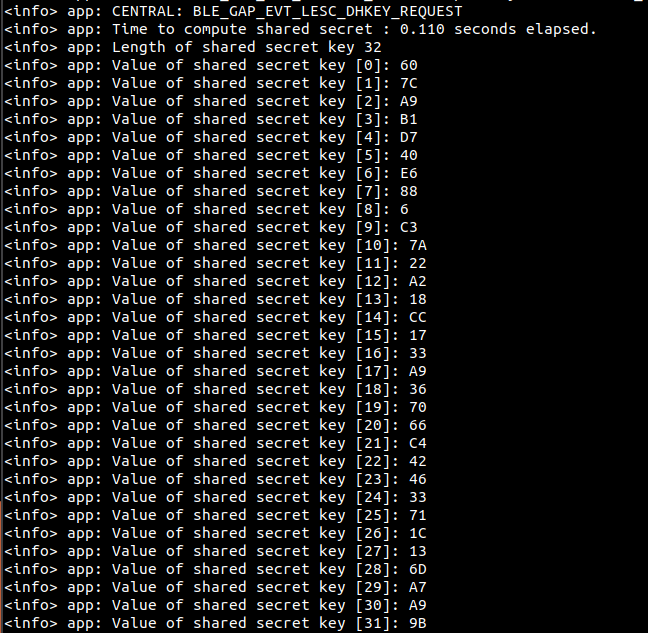 <info> app: CENTRAL: BLE_GAP_EVT_LESC_DHKEY_REQUEST
<info> app: Time to compute shared secret : 0.110 seconds elapsed.
<info> app: Length of shared secret key 32
<info> app: Value of shared secret key [0]: 60
<info> app: Value of shared secret key [1]: 7C
<info> app: Value of shared secret key [2]: A9
<info> app: Value of shared secret key [3]: B1
<info> app: Value of shared secret key [4]: D7
<info> app: Value of shared secret key [5]: 40
<info> app: Value of shared secret key [6]: E6
<info> app: Value of shared secret key [7]: 88
<info> app: Value of shared secret key [8]: 6
<info> app: Value of shared secret key [9]: C3
<info> app: Value of shared secret key [10]: 7A
<info> app: Value of shared secret key [11]: 22
<info> app: Value of shared secret key [12]: A2
<info> app: Value of shared secret key [13]: 18
<info> app: Value of shared secret key [14]: CC
<info> app: Value of shared secret key [15]: 17
<info> app: Value of shared secret key [16]: 33
<info> app: Value of shared secret key [17]: A9
<info> app: Value of shared secret key [18]: 36
<info> app: Value of shared secret key [19]: 70
<info> app: Value of shared secret key [20]: 66
<info> app: Value of shared secret key [21]: C4
<info> app: Value of shared secret key [22]: 42
<info> app: Value of shared secret key [23]: 46
<info> app: Value of shared secret key [24]: 33
<info> app: Value of shared secret key [25]: 71
<info> app: Value of shared secret key [26]: 1C
<info> app: Value of shared secret key [27]: 13
<info> app: Value of shared secret key [28]: 6D
<info> app: Value of shared secret key [29]: A7
<info> app: Value of shared secret key [30]: A9
<info> app: Value of shared secret key [31]: 9B